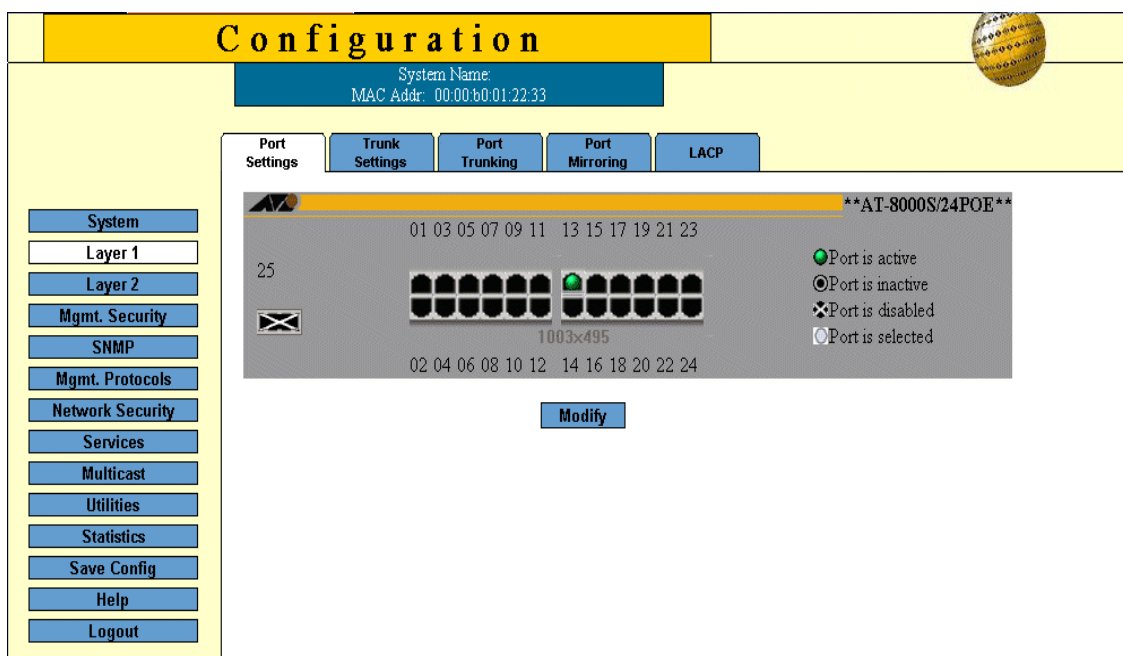 Configuration
System Name:
MAC Addr: 00:00:b0:01:22:33
Port Settings
Trunk Settings
Port Trunking
Port Mirroring
LACP
System
Layer 1
Layer 2
Mgmt. Security
SNMP
Mgmt. Protocols
Network Security
Services
Multicast
Utilities
Statistics
Save Config
Help
Logout
**AT-8000S/24POE**
01 03 05 07 09 11 13 15 17 19 21 23
25
Port is active
Port is inactive
Port is disabled
Port is selected
1003x495
02 04 06 08 10 12 14 16 18 20 22 24
Modify